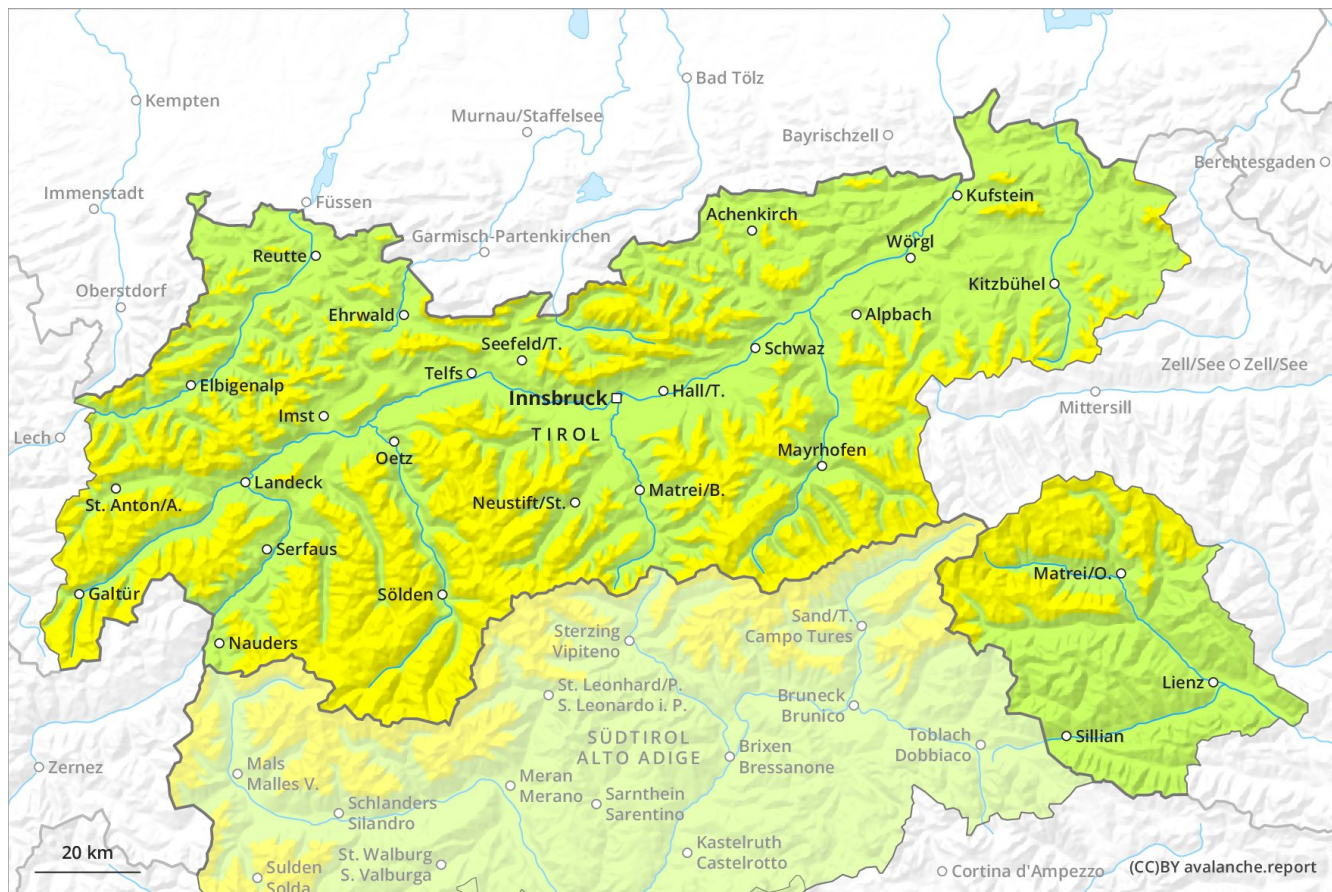 Kempten
Bad Tölz
Murnau/Staffelsee
Bayrischzell
Berchtesgaden
Immenstadt
Füssen
Kufstein
Achenkirch
Garmisch-Partenkirchen
Wörgl
Reutte
Oberstdorf
Kitzbühel
Ehrwald
Alpbach
Seefeld/T.
Schwaz
Zell/See
Zell/See
Telfs
Elbigenalp
Innsbruck
Hall/T.
Mittersill
Imst
TIROL
Lech
Oetz
Mayrhofen
Landeck
St. Anton/A.
Neustift/St.
Matrei/B.
Serfaus
Matrei/O.
Galtür
Sölden
Sand/T.
Campo Tures
Sterzing
Vipiteno
Nauders
St. Leonhard/P.
S. Leonardo i. P.
Bruneck
Brunico
Lienz
SÜDTIROL
ALTO ADIGE
Toblach
Dobbiaco
Sillian
Brixen
Bressanone
Zernez
Mals
Malles V.
Meran
Merano
Sarnthein
Sarentino
Schlanders
Silandro
Kastelruth
Castelrotto
20 km
St. Walburg
S. Valburga
Sulden
Solda
Cortina d'Ampezzo
(CC)BY avalanche.report